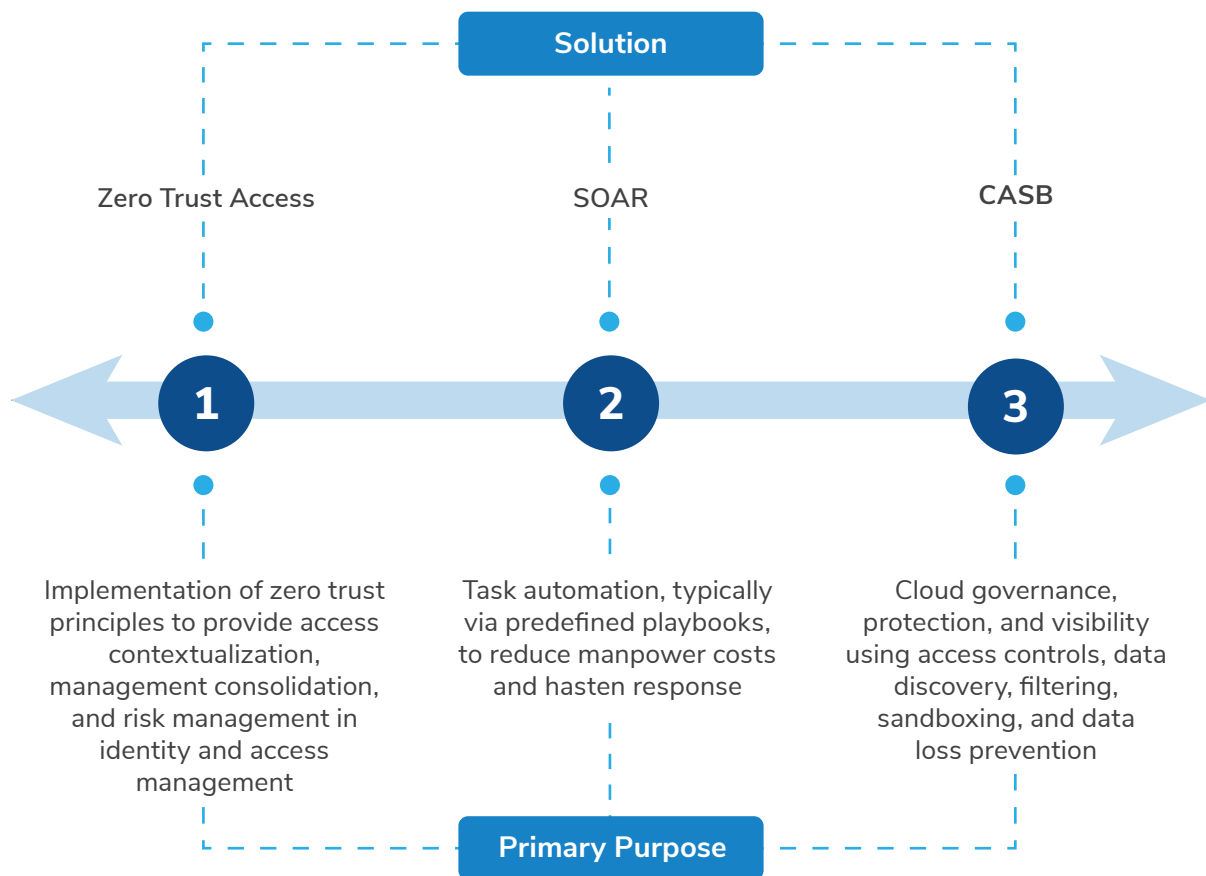 Solution
Zero Trust Access
SOAR
CASB
1
2
3
Implementation of zero trust
principles to provide access
contextualization,
management consolidation,
and risk management in
identity and access
management
Task automation, typically
via predefined playbooks,
to reduce manpower costs
and hasten response
Cloud governance,
protection, and visibility
using access controls, data
discovery, filtering,
sandboxing, and data
loss prevention
Primary Purpose